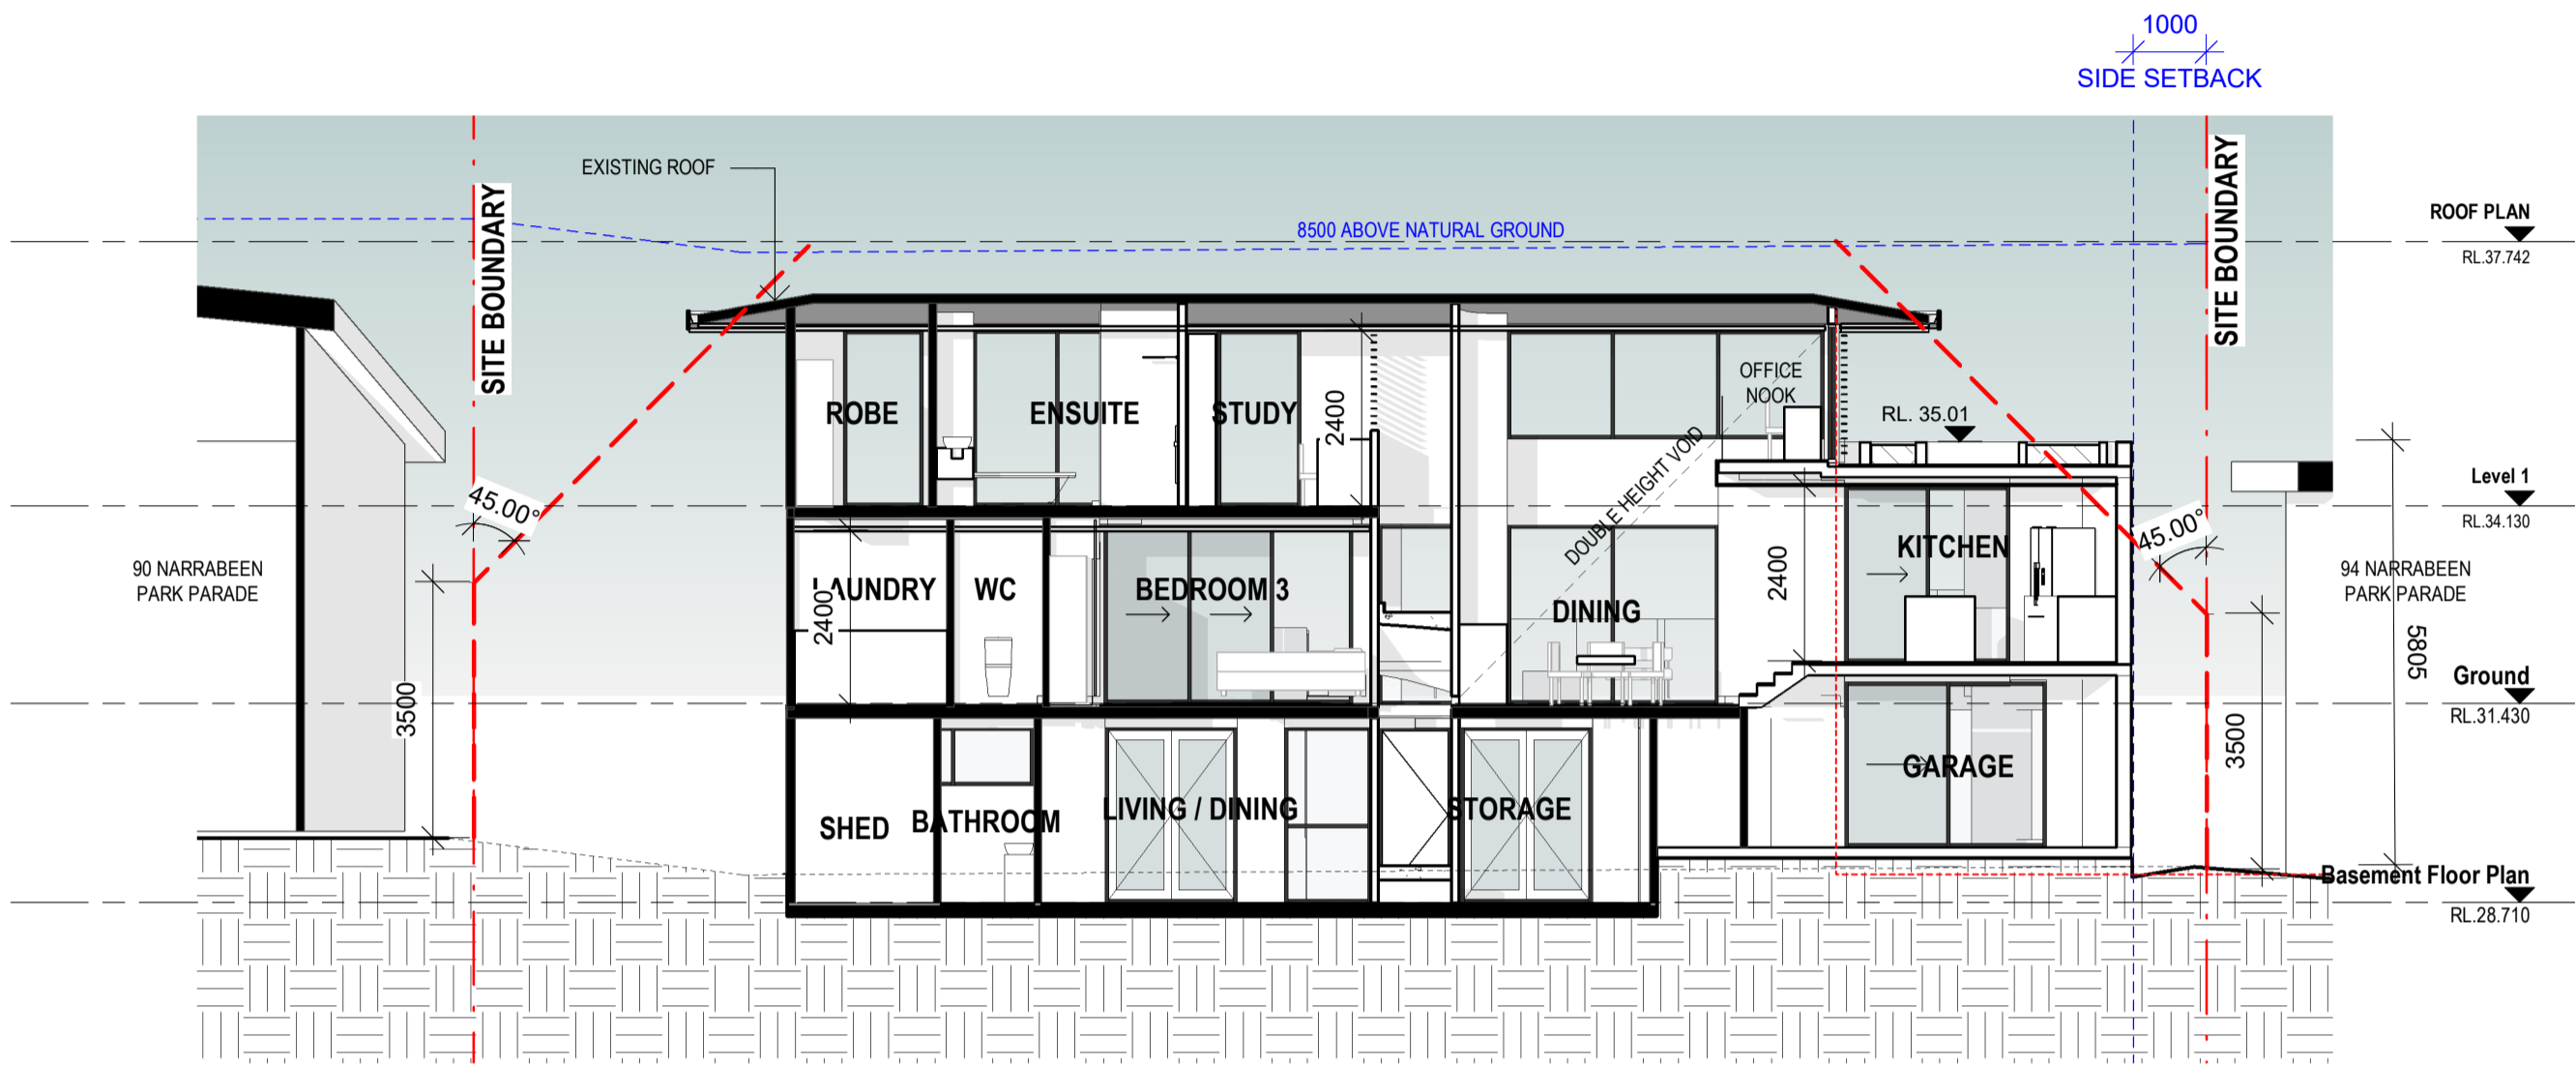 1000
SIDE SETBACK
EXISTING ROOF
SITE BOUNDARY
SITE BOUNDARY
8500 ABOVE NATURAL GROUND
ROOF PLAN
RL.37.742
ROBE
ENSUITE
STUDY
2400
OFFICE
NOOK
RL. 35.01
DOUBLE HEIGHT VOID
45.00°
Level 1
RL.34.130
45.00°
90 NARRABEEN
PARK PARADE
LAUNDRY
2400
WC
BEDROOM 3
DINING
2400
KITCHEN
94 NARRABEEN
PARK PARADE
5805
3500
Ground
RL.31.430
3500
SHED
BATHROOM
LIVING / DINING
STORAGE
GARAGE
Basement Floor Plan
RL.28.710